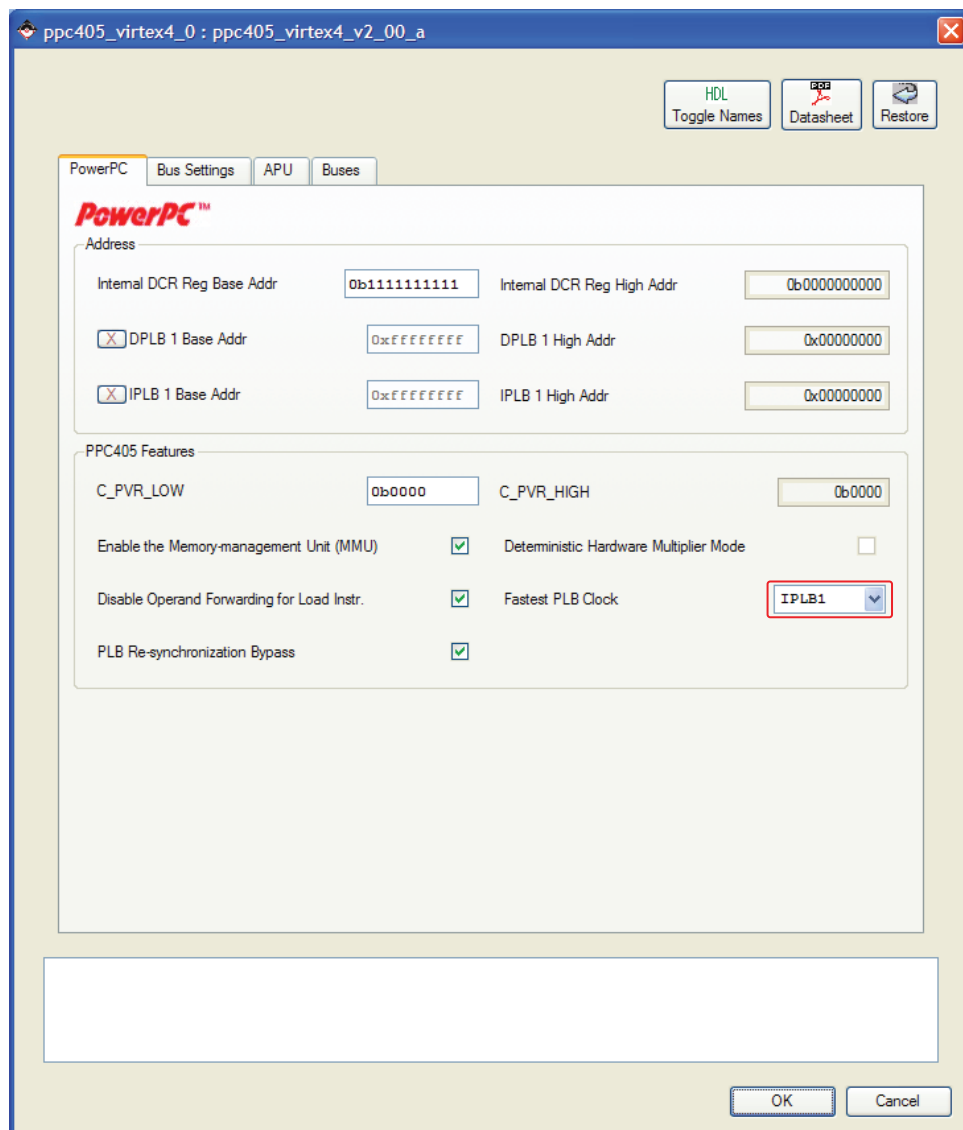 ppc405_virtex4_0 : ppc405_virtex4_v2_00_a
HDL
Toggle Names
PDF
Datasheet
Restore
PowerPC Bus Settings APU Buses
PowerPC™
Address
Internal DCR Reg Base Addr 0b1111111111 Internal DCR Reg High Addr 0b0000000000
X DPLB 1 Base Addr 0xffffffff DPLB 1 High Addr 0x00000000
X IPLB 1 Base Addr 0xffffffff IPLB 1 High Addr 0x00000000
PPC405 Features
C_PVR_LOW 0b0000 C_PVR_HIGH 0b0000
Enable the Memory-management Unit (MMU) Deterministic Hardware Multiplier Mode
Disable Operand Forwarding for Load Instr. Fastest PLB Clock IPLB1
PLB Re-synchronization Bypass
OK Cancel